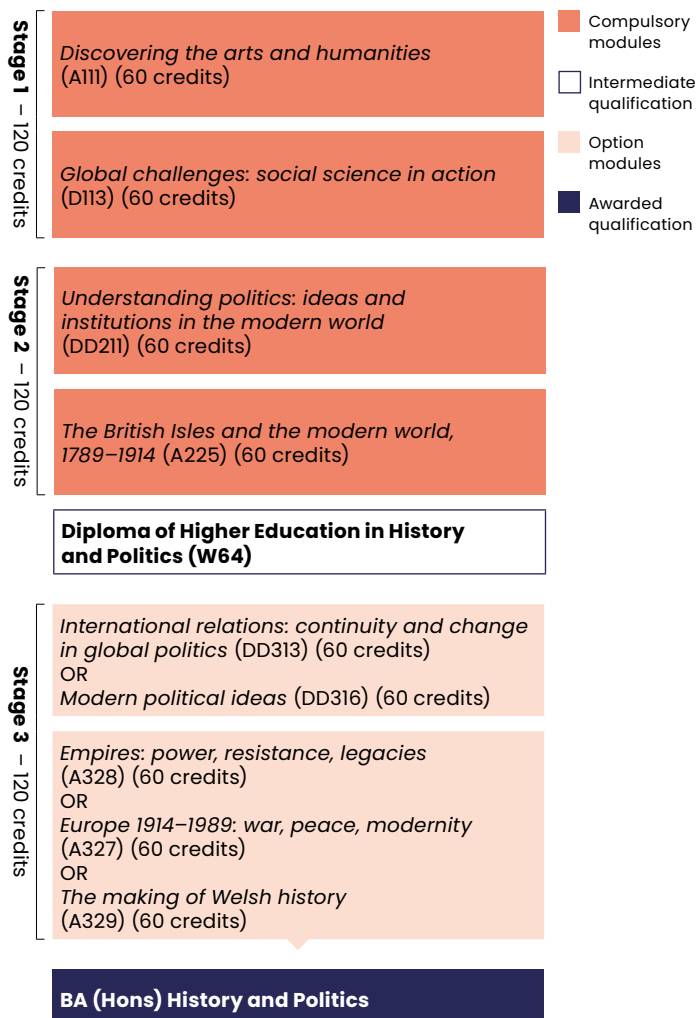 Stage 1 – 120 credits
Discovering the arts and humanities
(A111) (60 credits)
Global challenges: social science in action
(D113) (60 credits)
Compulsory
modules
Intermediate
qualification
Option
modules
Awarded
qualification
Stage 2 – 120 credits
Understanding politics: ideas and
institutions in the modern world
(DD211) (60 credits)
The British Isles and the modern world,
1789–1914 (A225) (60 credits)
Diploma of Higher Education in History
and Politics (W64)
Stage 3 – 120 credits
International relations: continuity and change
in global politics (DD313) (60 credits)
OR
Modern political ideas (DD316) (60 credits)
Empires: power, resistance, legacies
(A328) (60 credits)
OR
Europe 1914–1989: war, peace, modernity
(A327) (60 credits)
OR
The making of Welsh history
(A329) (60 credits)
BA (Hons) History and Politics